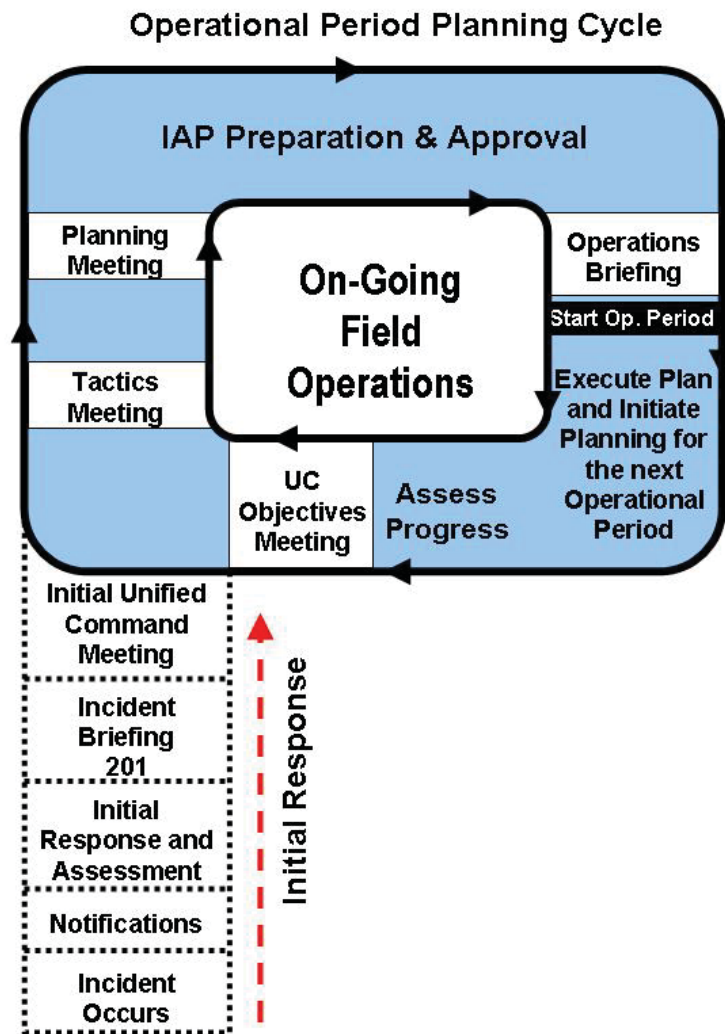 Operational Period Planning Cycle
IAP Preparation & Approval
Planning
Meeting
On-Going
Field
Operations
Operations
Briefing
Start Op. Period
Tactics
Meeting
Execute Plan
and Initiate
Planning for
the next
Operational
Period
UC
Objectives
Meeting
Assess
Progress
Initial Unified
Command
Meeting
Incident
Briefing
201
Initial
Response and
Assessment
Notifications
Incident
Occurs
Initial Response